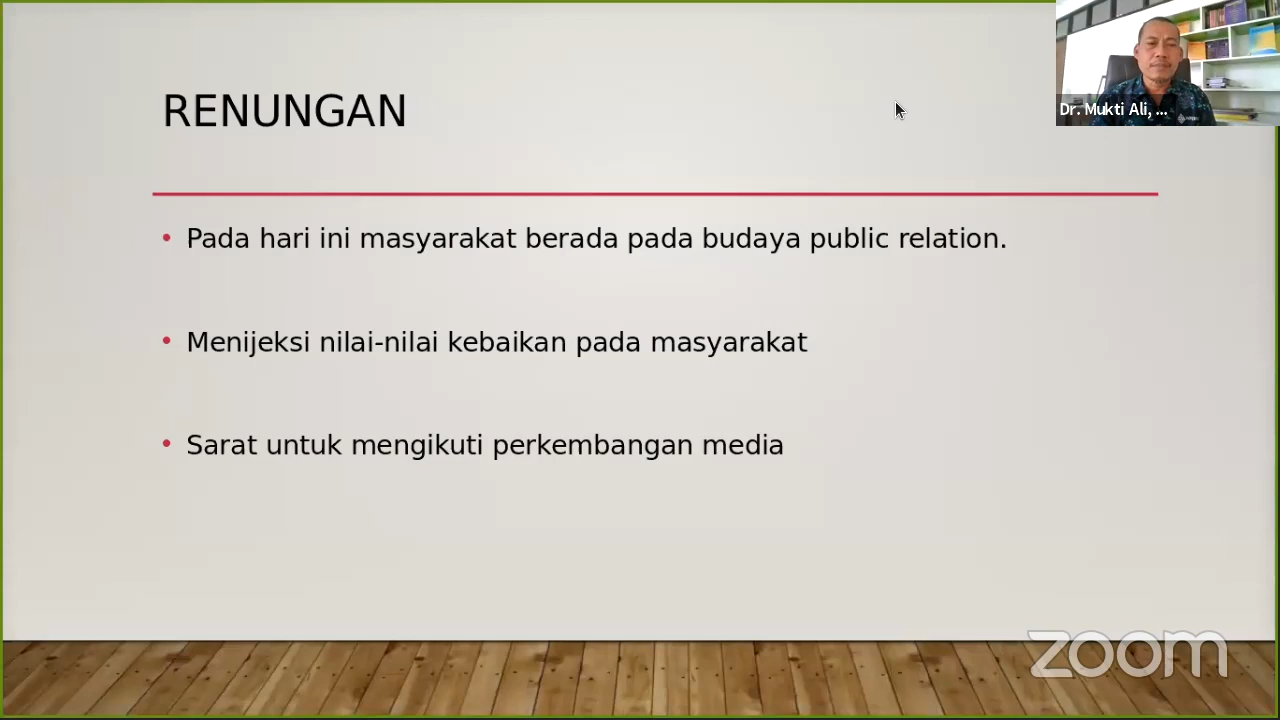 RENUNGAN
Dr. Mukti Ali, ...
• Pada hari ini masyarakat berada pada budaya public relation.
• Menijeksi nilai-nilai kebaikan pada masyarakat
• Sarat untuk mengikuti perkembangan media
zoom